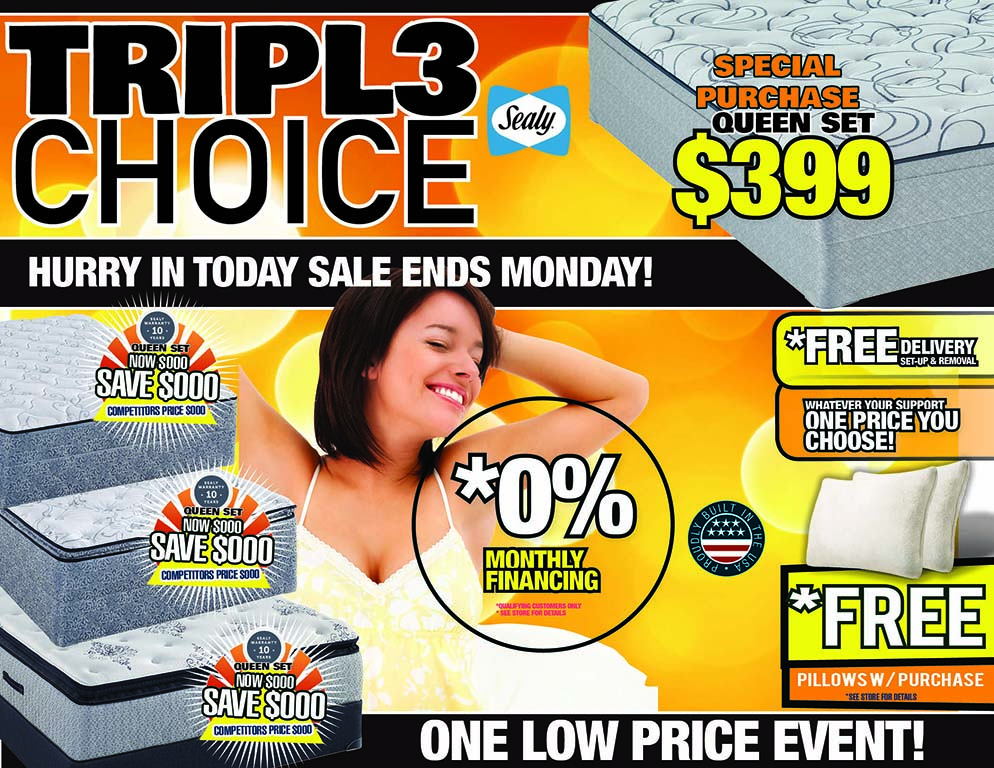 TRIPL3
CHOICE
Sealy
SPECIAL
PURCHASE
QUEEN SET
$399
HURRY IN TODAY SALE ENDS MONDAY!
SEALY
WARRANTY
10
YEARS
QUEEN SET
NOW $000
SAVE $000
COMPETITORS PRICE $000
SEALY
WARRANTY
10
YEARS
QUEEN SET
NOW $000
SAVE $000
COMPETITORS PRICE $000
SEALY
WARRANTY
10
YEARS
QUEEN SET
NOW $000
SAVE $000
COMPETITORS PRICE $000
*0%
MONTHLY
FINANCING
*QUALIFYING CUSTOMERS ONLY
* SEE STORE FOR DETAILS
PROUDLY BUILT IN THE USA
*FREE DELIVERY
SET-UP & REMOVAL
WHATEVER YOUR SUPPORT
ONE PRICE YOU
CHOOSE!
*FREE
PILLOWS W/ PURCHASE
*SEE STORE FOR DETAILS
ONE LOW PRICE EVENT!